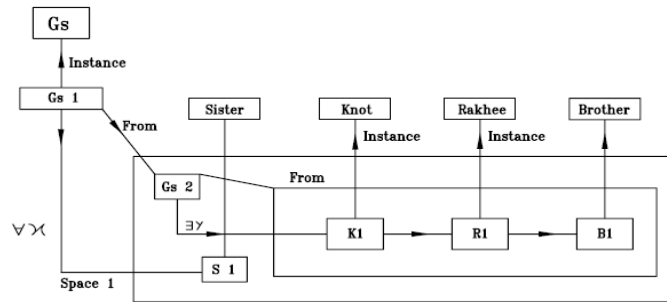 Gs
Instance
Gs 1
From
Sister
Knot
Rakhee
Brother
Instance
Instance
Gs 2
From
∃y
K1
R1
B1
∀x
S 1
Space 1